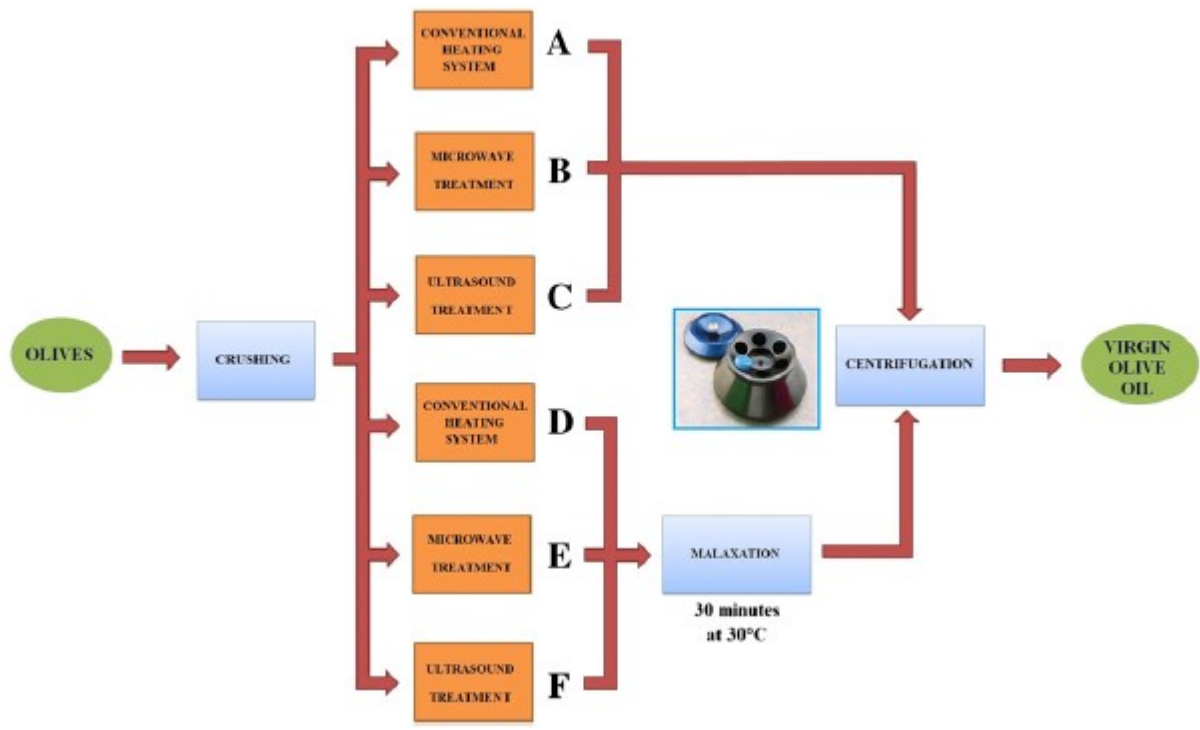 OLIVES
CRUSHING
CONVENTIONAL
HEATING
SYSTEM
A
MICROWAVE
TREATMENT
B
ULTRASOUND
TREATMENT
C
CONVENTIONAL
HEATING
SYSTEM
D
MICROWAVE
TREATMENT
E
ULTRASOUND
TREATMENT
F
MALAXATION
30 minutes
at 30°C
CENTRIFUGATION
VIRGIN
OLIVE
OIL